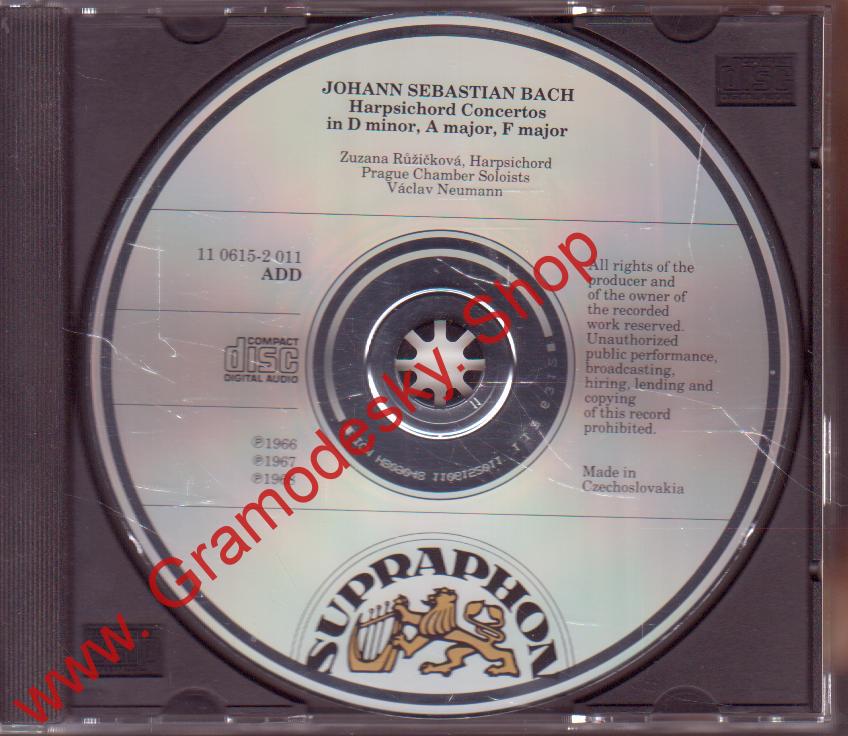 JOHANN SEBASTIAN BACH
Harpsichord Concertos
in D minor, A major, F major
Zuzana Růžičková, Harpsichord
Prague Chamber Soloists
Václav Neumann
11 0615-2 011
ADD
COMPACT
disc
DIGITAL AUDIO
℗1966
℗1967
℗1968
All rights of the
producer and
of the owner of
the recorded
work reserved.
Unauthorized
public performance,
broadcasting,
hiring, lending and
copying
of this record
prohibited.
Made in
Czechoslovakia
SUPRAPHON
www.Gramodesky.Shop